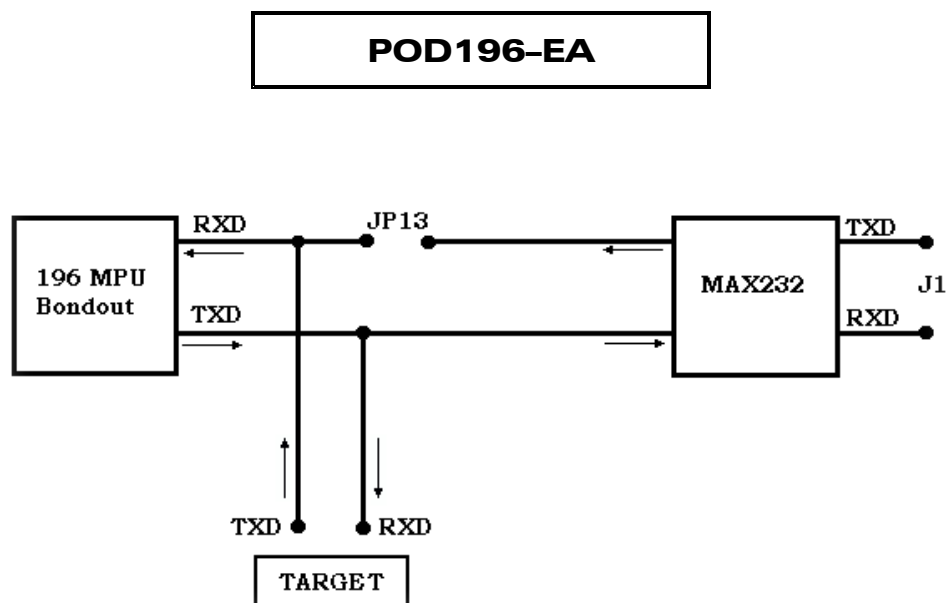 POD196–EA
RXD
JP13
TXD
196 MPU
Bondout
MAX232
J1
TXD
RXD
TXD
RXD
TARGET